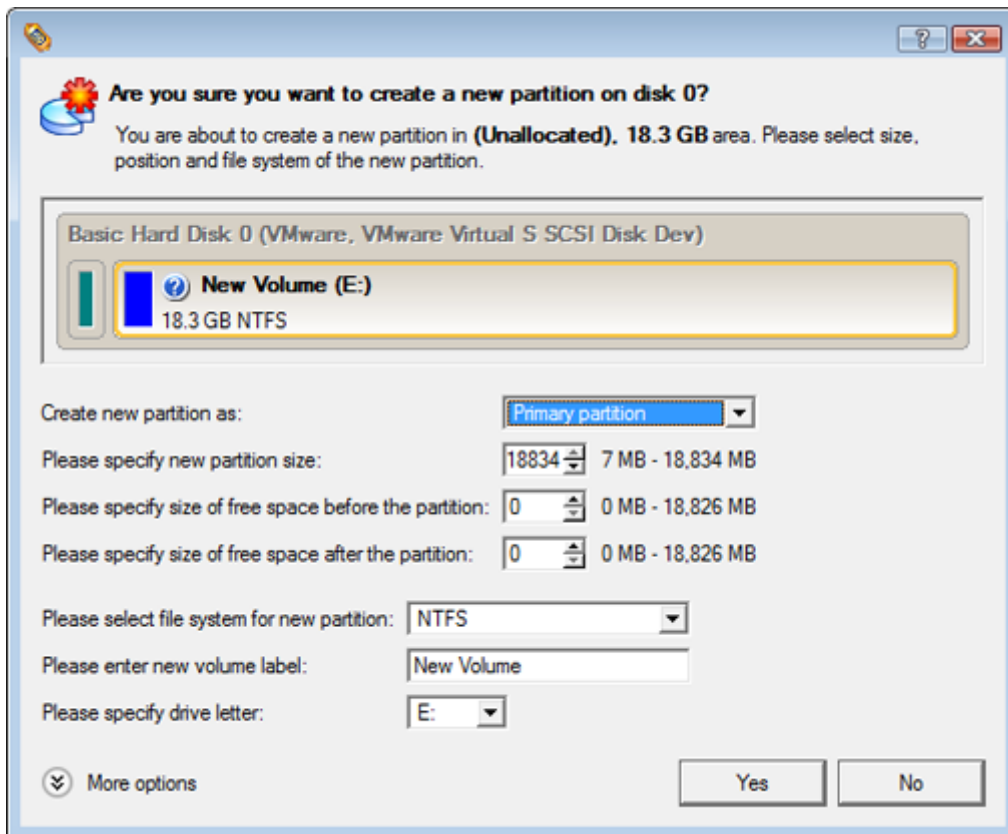 Are you sure you want to create a new partition on disk 0?
You are about to create a new partition in (Unallocated), 18.3 GB area. Please select size,
position and file system of the new partition.
Basic Hard Disk 0 (VMware, VMware Virtual S SCSI Disk Dev)
New Volume (E:)
18.3 GB NTFS
Create new partition as: Primary partition
Please specify new partition size: 18834 7 MB - 18,834 MB
Please specify size of free space before the partition: 0 0 MB - 18,826 MB
Please specify size of free space after the partition: 0 0 MB - 18,826 MB
Please select file system for new partition: NTFS
Please enter new volume label: New Volume
Please specify drive letter: E:
More options Yes No